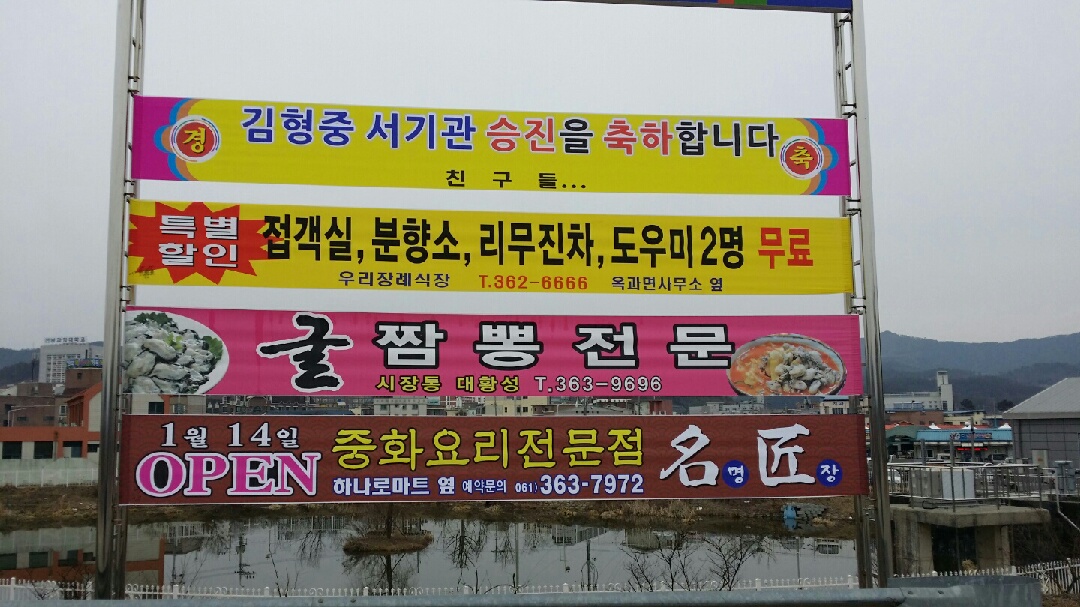 경 김형중 서기관 승진을 축하합니다 축
친 구 들...
특별 할인 접객실, 분향소, 리무진차, 도우미 2명 무료
우리장례식장 T.362-6666 옥과면사무소 옆
굴 짬뽕전문
시장통 대황성 T.363-9696
1월 14일
OPEN 중화요리전문점 名명 匠장
하나로마트 옆 예약문의 061) 363-7972